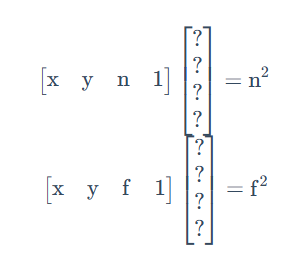 [x y n 1] [? ? ? ?] = n²
[x y f 1] [? ? ? ?] = f²